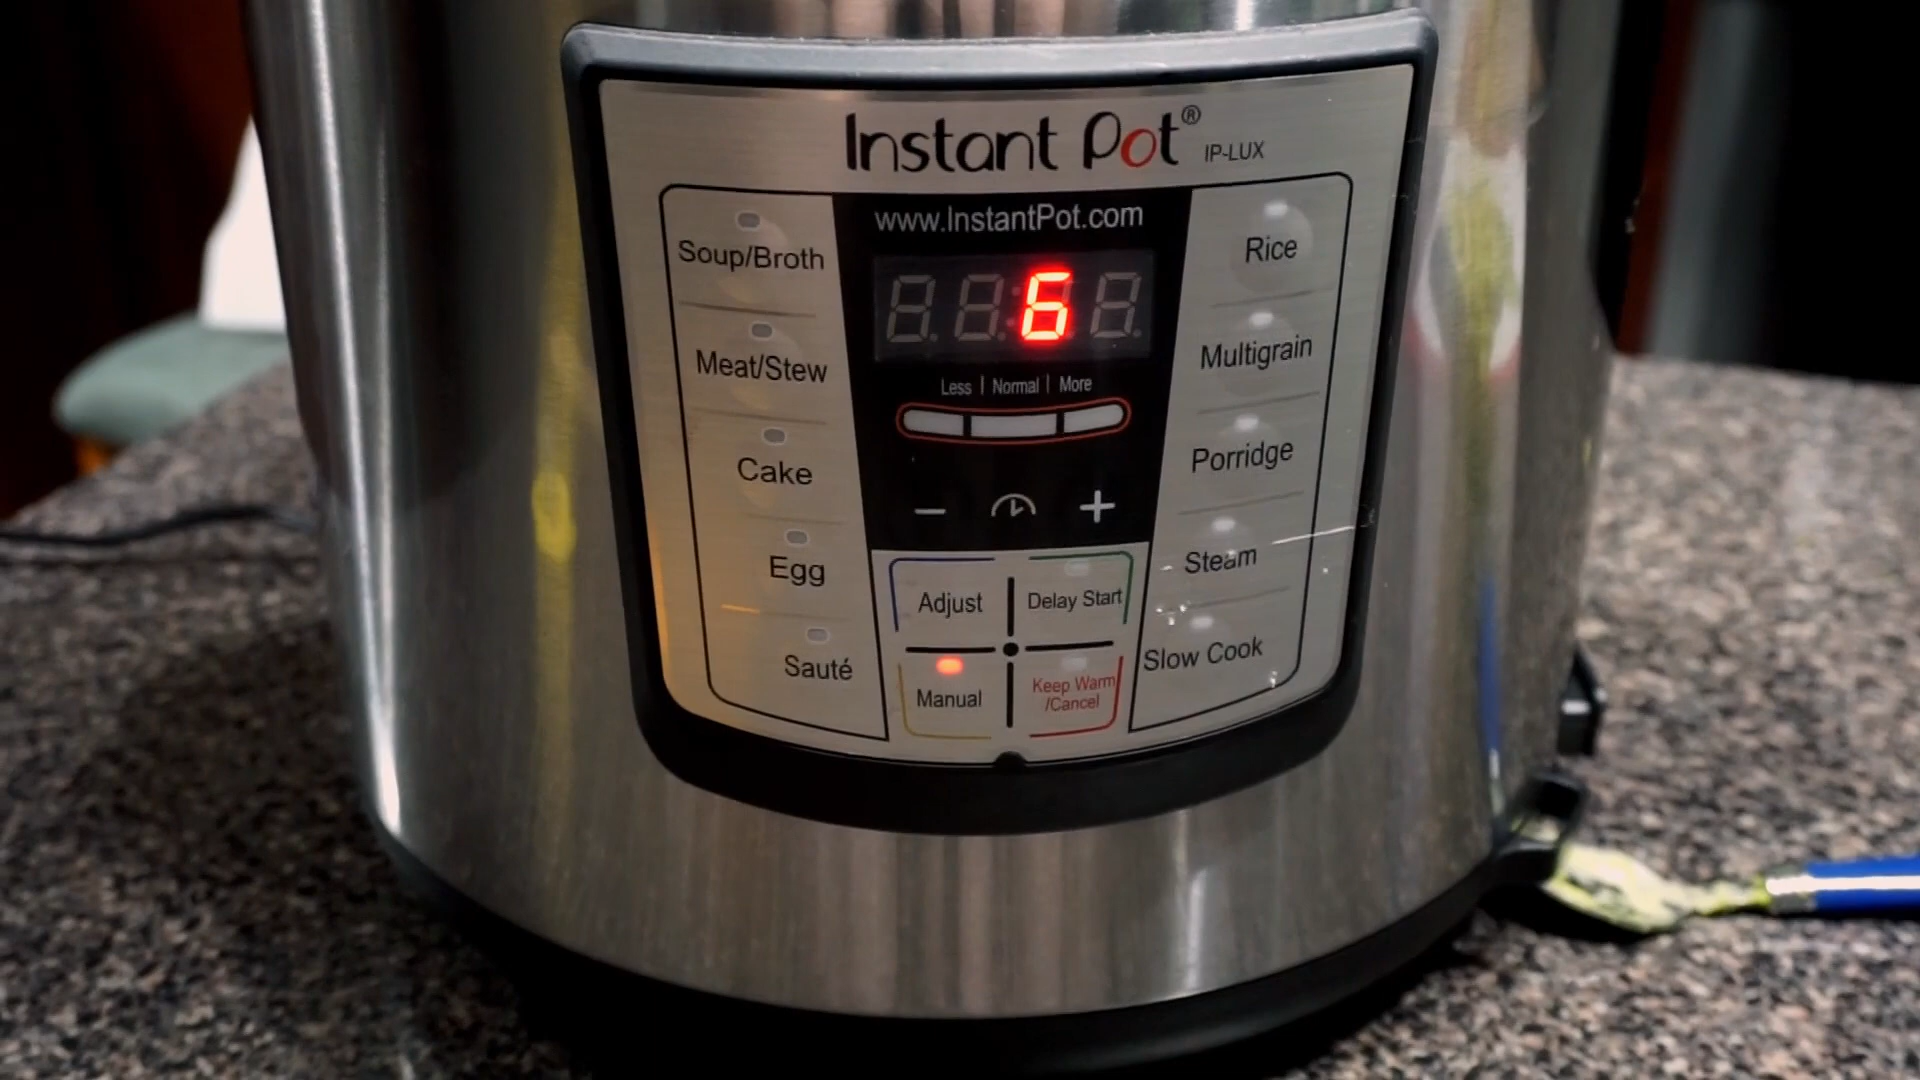 Instant Pot®
IP-LUX
www.InstantPot.com
6
Less | Normal | More
Soup/Broth
Meat/Stew
Cake
Egg
Sauté
Rice
Multigrain
Porridge
Steam
Slow Cook
− +
Adjust
Delay Start
Manual
Keep Warm
/Cancel